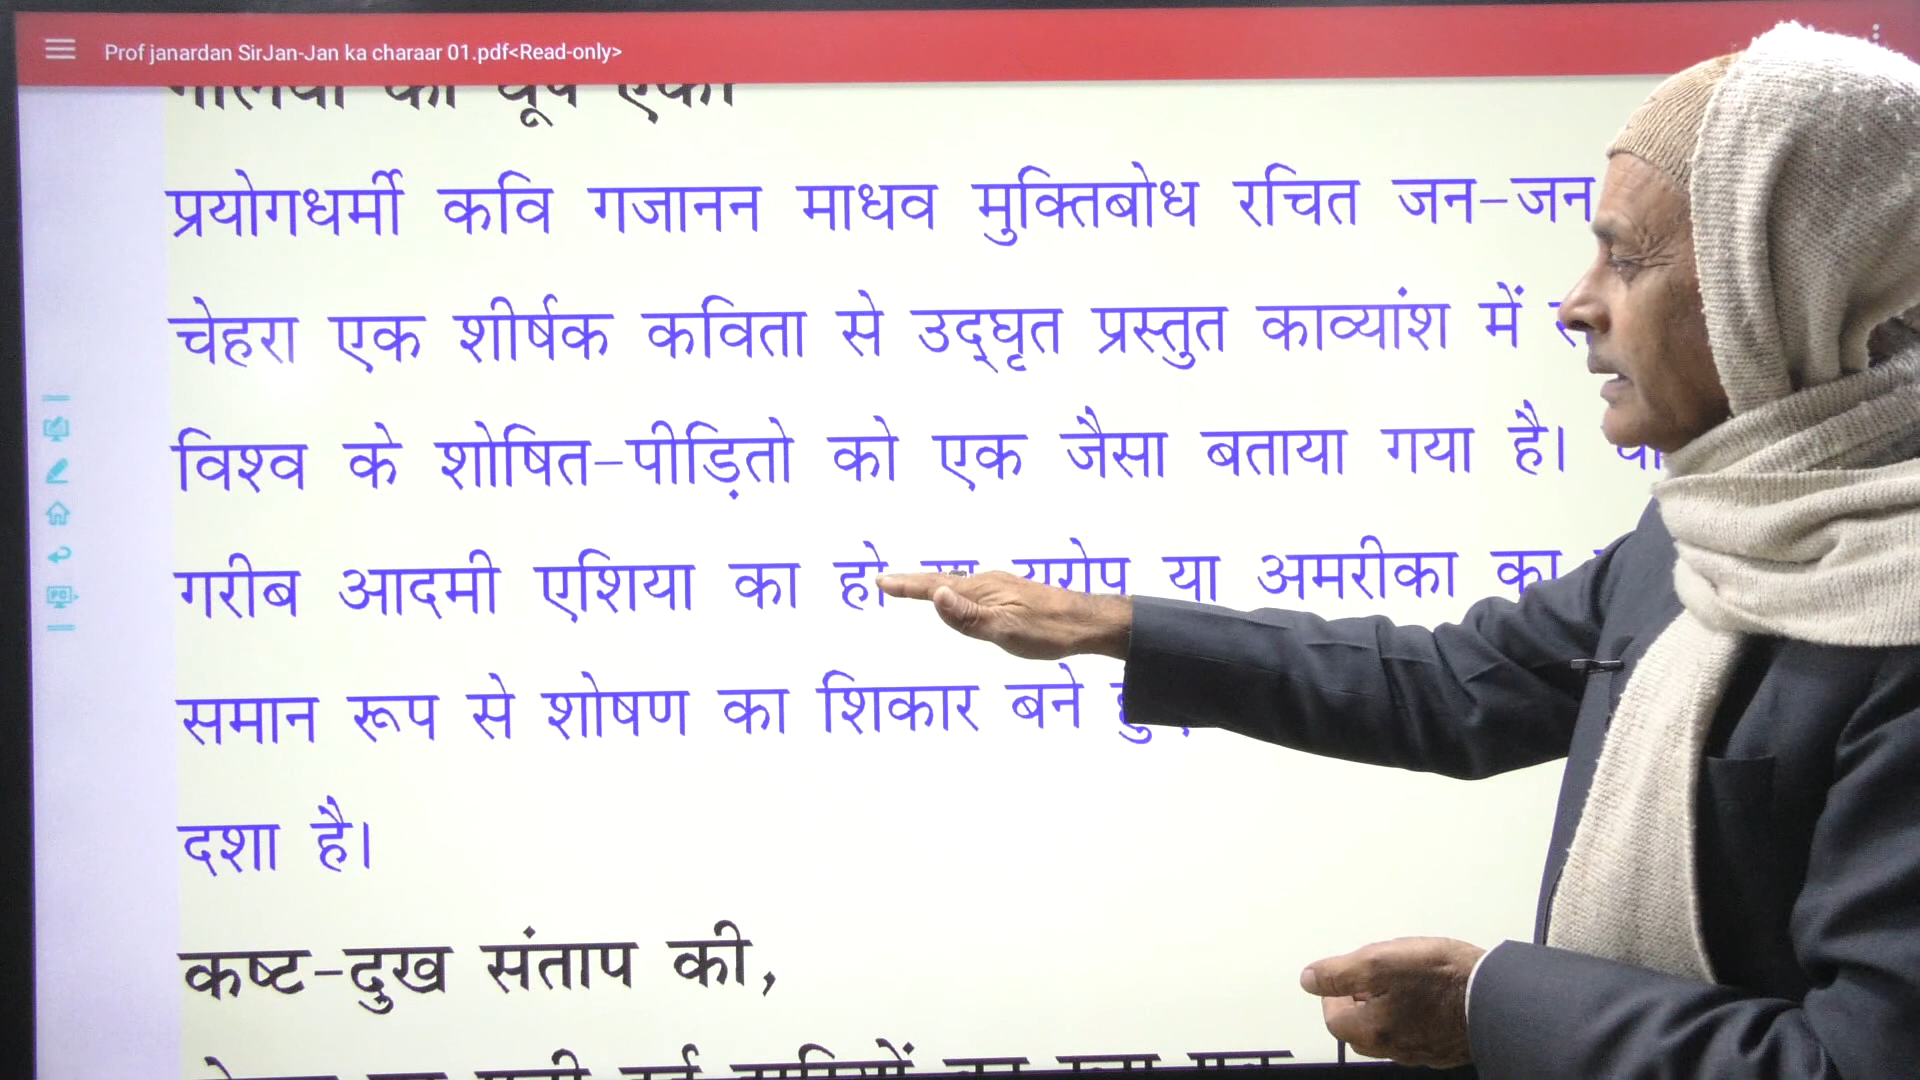 Prof janardan SirJan-Jan ka charaar 01.pdf<Read-only>
प्रयोगधर्मी कवि गजानन माधव मुक्तिबोध रचित जन-जन
चेहरा एक शीर्षक कविता से उद्घृत प्रस्तुत काव्यांश में
विश्व के शोषित-पीड़ितो को एक जैसा बताया गया है।
गरीब आदमी एशिया का हो या यूरोप या अमरीका का
समान रूप से शोषण का शिकार बने
दशा है।
कष्ट-दुख संताप की,